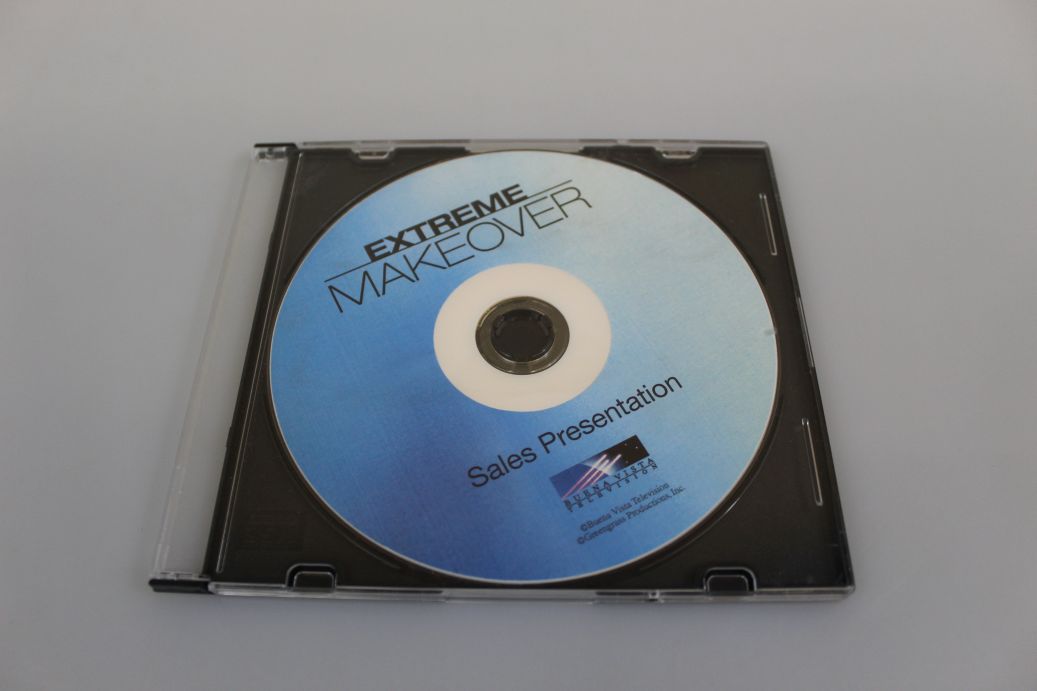 EXTREME
MAKEOVER
Sales Presentation
BUENA VISTA
TELEVISION
©Buena Vista Television
©Greengrass Productions, Inc.